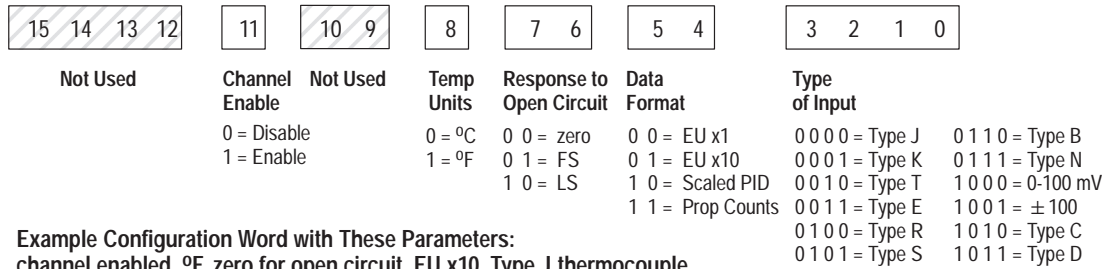 15 14 13 12 11 10 9 8 7 6 5 4 3 2 1 0
Not Used Channel Enable Not Used Temp Units Response to Open Circuit Data Format Type of Input
0 = Disable 0 = ºC 0 0 = zero 0 0 = EU x1 0 0 0 0 = Type J 0 1 1 0 = Type B
1 = Enable 1 = ºF 0 1 = FS 0 1 = EU x10 0 0 0 1 = Type K 0 1 1 1 = Type N
1 0 = LS 1 0 = Scaled PID 0 0 1 0 = Type T 1 0 0 0 = 0-100 mV
1 1 = Prop Counts 0 0 1 1 = Type E 1 0 0 1 = ± 100
0 1 0 0 = Type R 1 0 1 0 = Type C
0 1 0 1 = Type S 1 0 1 1 = Type D
Example Configuration Word with These Parameters:
channel enabled, ºF, zero for open circuit, EU x10, Type J thermocouple